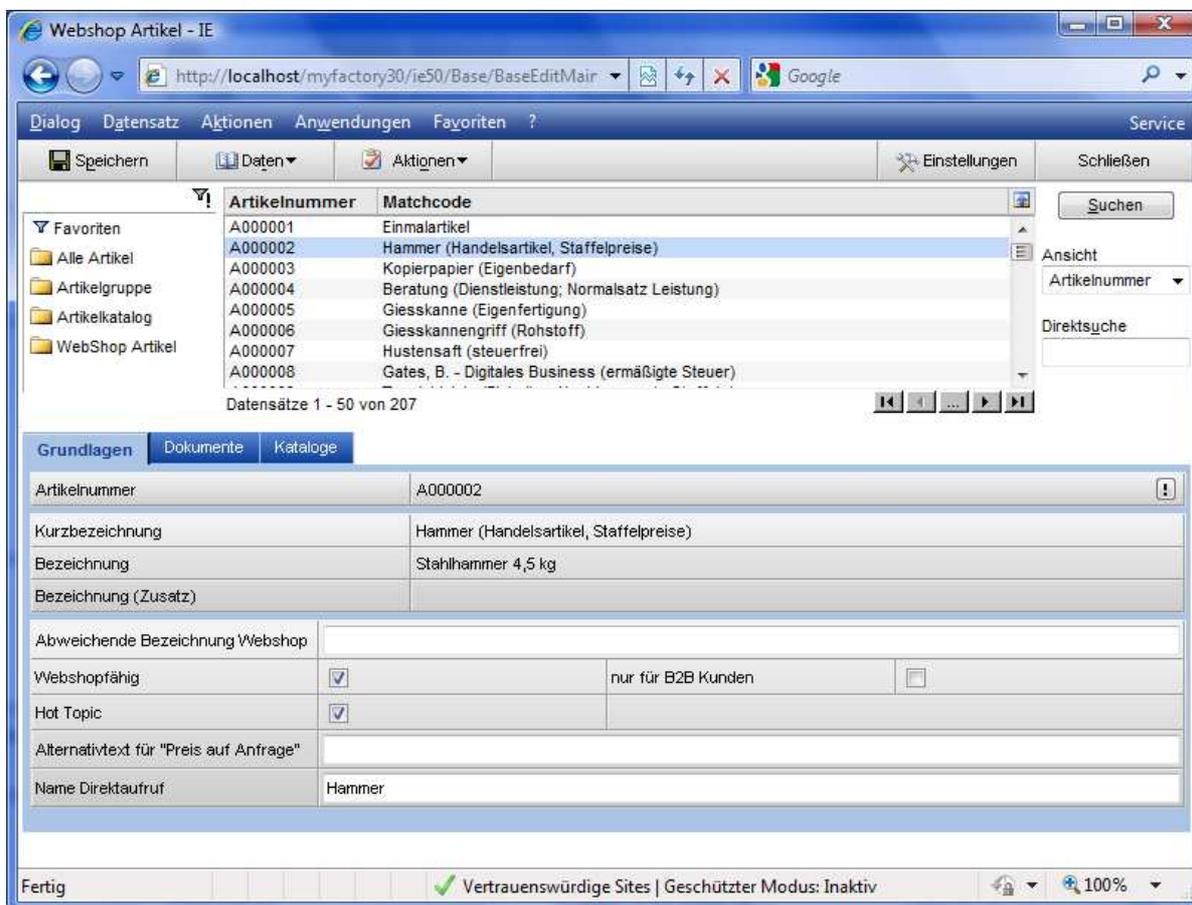 Webshop Artikel - IE
http://localhost/myfactory30/ie50/Base/BaseEditMair
Google
Dialog Datensatz Aktionen Anwendungen Favoriten ? Service
Speichern Daten Aktionen Einstellungen Schließen
Artikelnummer Matchcode
Suchen
Favoriten
Alle Artikel
Artikelgruppe
Artikelkatalog
WebShop Artikel
A000001 Einmalartikel
A000002 Hammer (Handelsartikel, Staffelpreise)
A000003 Kopierpapier (Eigenbedarf)
A000004 Beratung (Dienstleistung; Normalsatz Leistung)
A000005 Giesskanne (Eigenfertigung)
A000006 Giesskannengriff (Rohstoff)
A000007 Hustensaft (steuerfrei)
A000008 Gates, B. - Digitales Business (ermäßigte Steuer)
Ansicht
Artikelnummer
Direktsuche
Datensätze 1 - 50 von 207
...
Grundlagen Dokumente Kataloge
Artikelnummer A000002 !
Kurzbezeichnung Hammer (Handelsartikel, Staffelpreise)
Bezeichnung Stahlhammer 4,5 kg
Bezeichnung (Zusatz)
Abweichende Bezeichnung Webshop
Webshopfähig nur für B2B Kunden
Hot Topic
Alternativtext für "Preis auf Anfrage"
Name Direktaufruf Hammer
Fertig Vertrauenswürdige Sites | Geschützter Modus: Inaktiv 100%